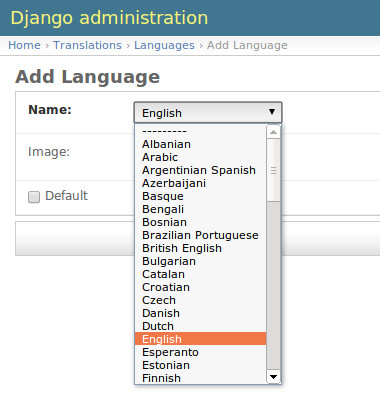 Django administration
Home › Translations › Languages › Add Language
Add Language
Name:
English
---------
Albanian
Arabic
Argentinian Spanish
Azerbaijani
Basque
Bengali
Bosnian
Brazilian Portuguese
British English
Bulgarian
Catalan
Croatian
Czech
Danish
Dutch
English
Esperanto
Estonian
Finnish
Image:
Default